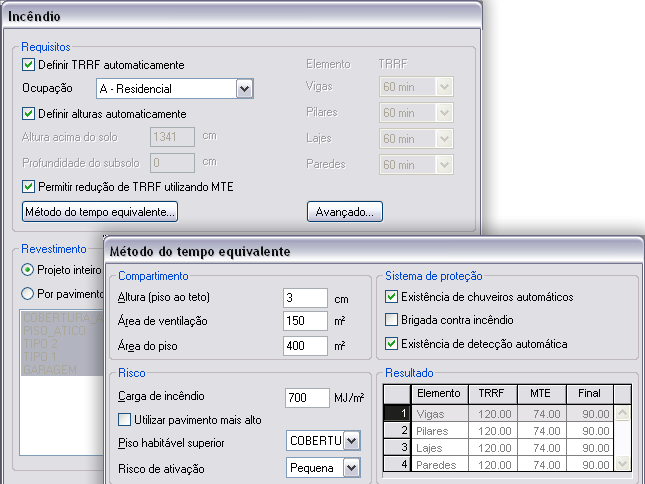 Incêndio
Requisitos
Definir TRRF automaticamente
Elemento TRRF
Ocupação A - Residencial
Vigas 60 min
Definir alturas automaticamente
Pilares 60 min
Altura acima do solo 1341 cm
Lajes 60 min
Profundidade do subsolo 0 cm
Paredes 60 min
Permitir redução de TRRF utilizando MTE
Método do tempo equivalente... Avançado...
Revestimento
Projeto inteiro
Por pavimento
COBERTURA_A
PISO_ATICO
TIPO 2
TIPO 1
GARAGEM
Método do tempo equivalente
Compartimento
Altura (piso ao teto) 3 cm
Área de ventilação 150 m²
Área do piso 400 m²
Sistema de proteção
Existência de chuveiros automáticos
Brigada contra incêndio
Existência de detecção automática
Risco
Carga de incêndio 700 MJ/m²
Utilizar pavimento mais alto
Piso habitável superior COBERTU
Risco de ativação Pequena
Resultado
Elemento TRRF MTE Final
1 Vigas 120.00 74.00 90.00
2 Pilares 120.00 74.00 90.00
3 Lajes 120.00 74.00 90.00
4 Paredes 120.00 74.00 90.00